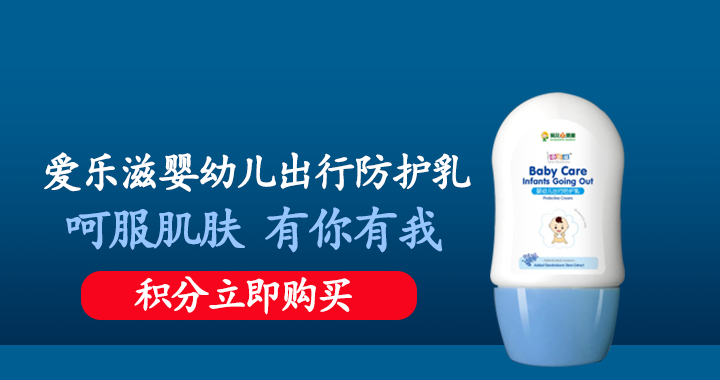 爱乐滋婴幼儿出行防护乳
呵服肌肤 有你有我
积分立即购买
Baby Care
Infants Going Out
婴幼儿出行防护乳
Protective Cream